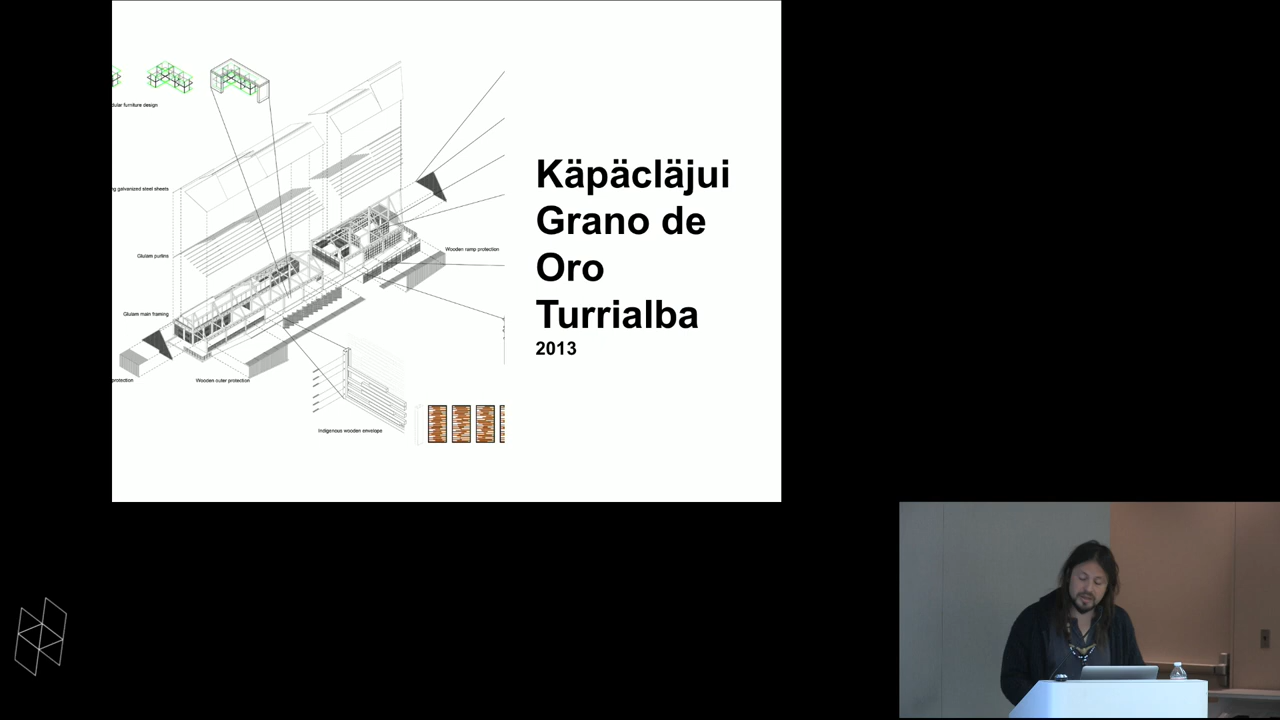 dular furniture design
ng galvanized steel sheets
Glulam purlins
Glulam main framing
protection
Wooden outer protection
Wooden ramp protection
Indigenous wooden envelope
Käpäcläjui
Grano de
Oro
Turrialba
2013